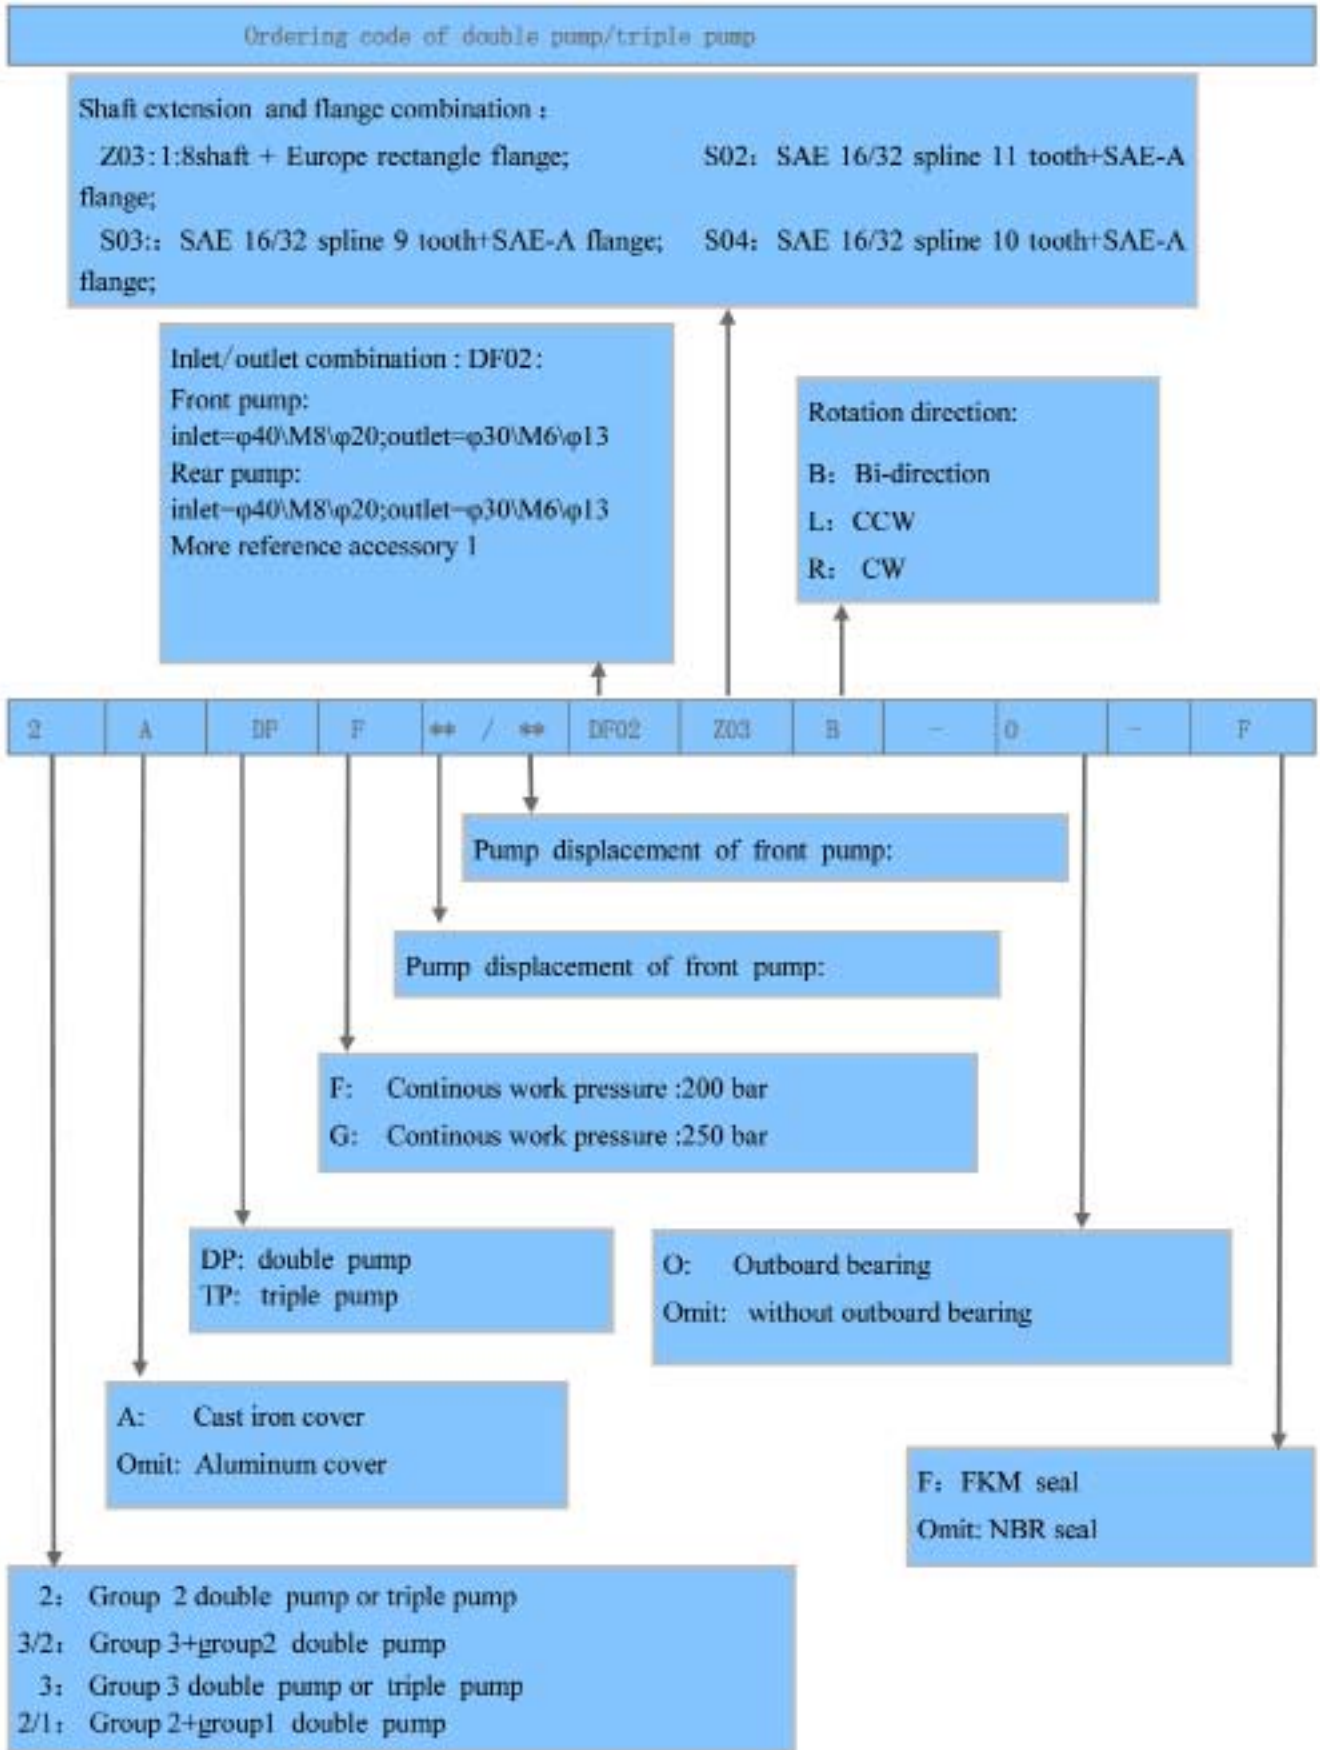 Ordering code of double pump/triple pump
Shaft extension and flange combination :
Z03:1:8shaft + Europe rectangle flange; S02: SAE 16/32 spline 11 tooth+SAE-A
flange;
S03:: SAE 16/32 spline 9 tooth+SAE-A flange; S04: SAE 16/32 spline 10 tooth+SAE-A
flange;
Inlet/outlet combination : DF02:
Front pump:
inlet=φ40\M8\φ20;outlet=φ30\M6\φ13
Rear pump:
inlet=φ40\M8\φ20;outlet=φ30\M6\φ13
More reference accessory 1
Rotation direction:
B: Bi-direction
L: CCW
R: CW
2 A DP F ** / ** DF02 Z03 B - O - F
Pump displacement of front pump:
Pump displacement of front pump:
F: Continous work pressure :200 bar
G: Continous work pressure :250 bar
DP: double pump
TP: triple pump
O: Outboard bearing
Omit: without outboard bearing
A: Cast iron cover
Omit: Aluminum cover
F: FKM seal
Omit: NBR seal
2: Group 2 double pump or triple pump
3/2: Group 3+group2 double pump
3: Group 3 double pump or triple pump
2/1: Group 2+group1 double pump